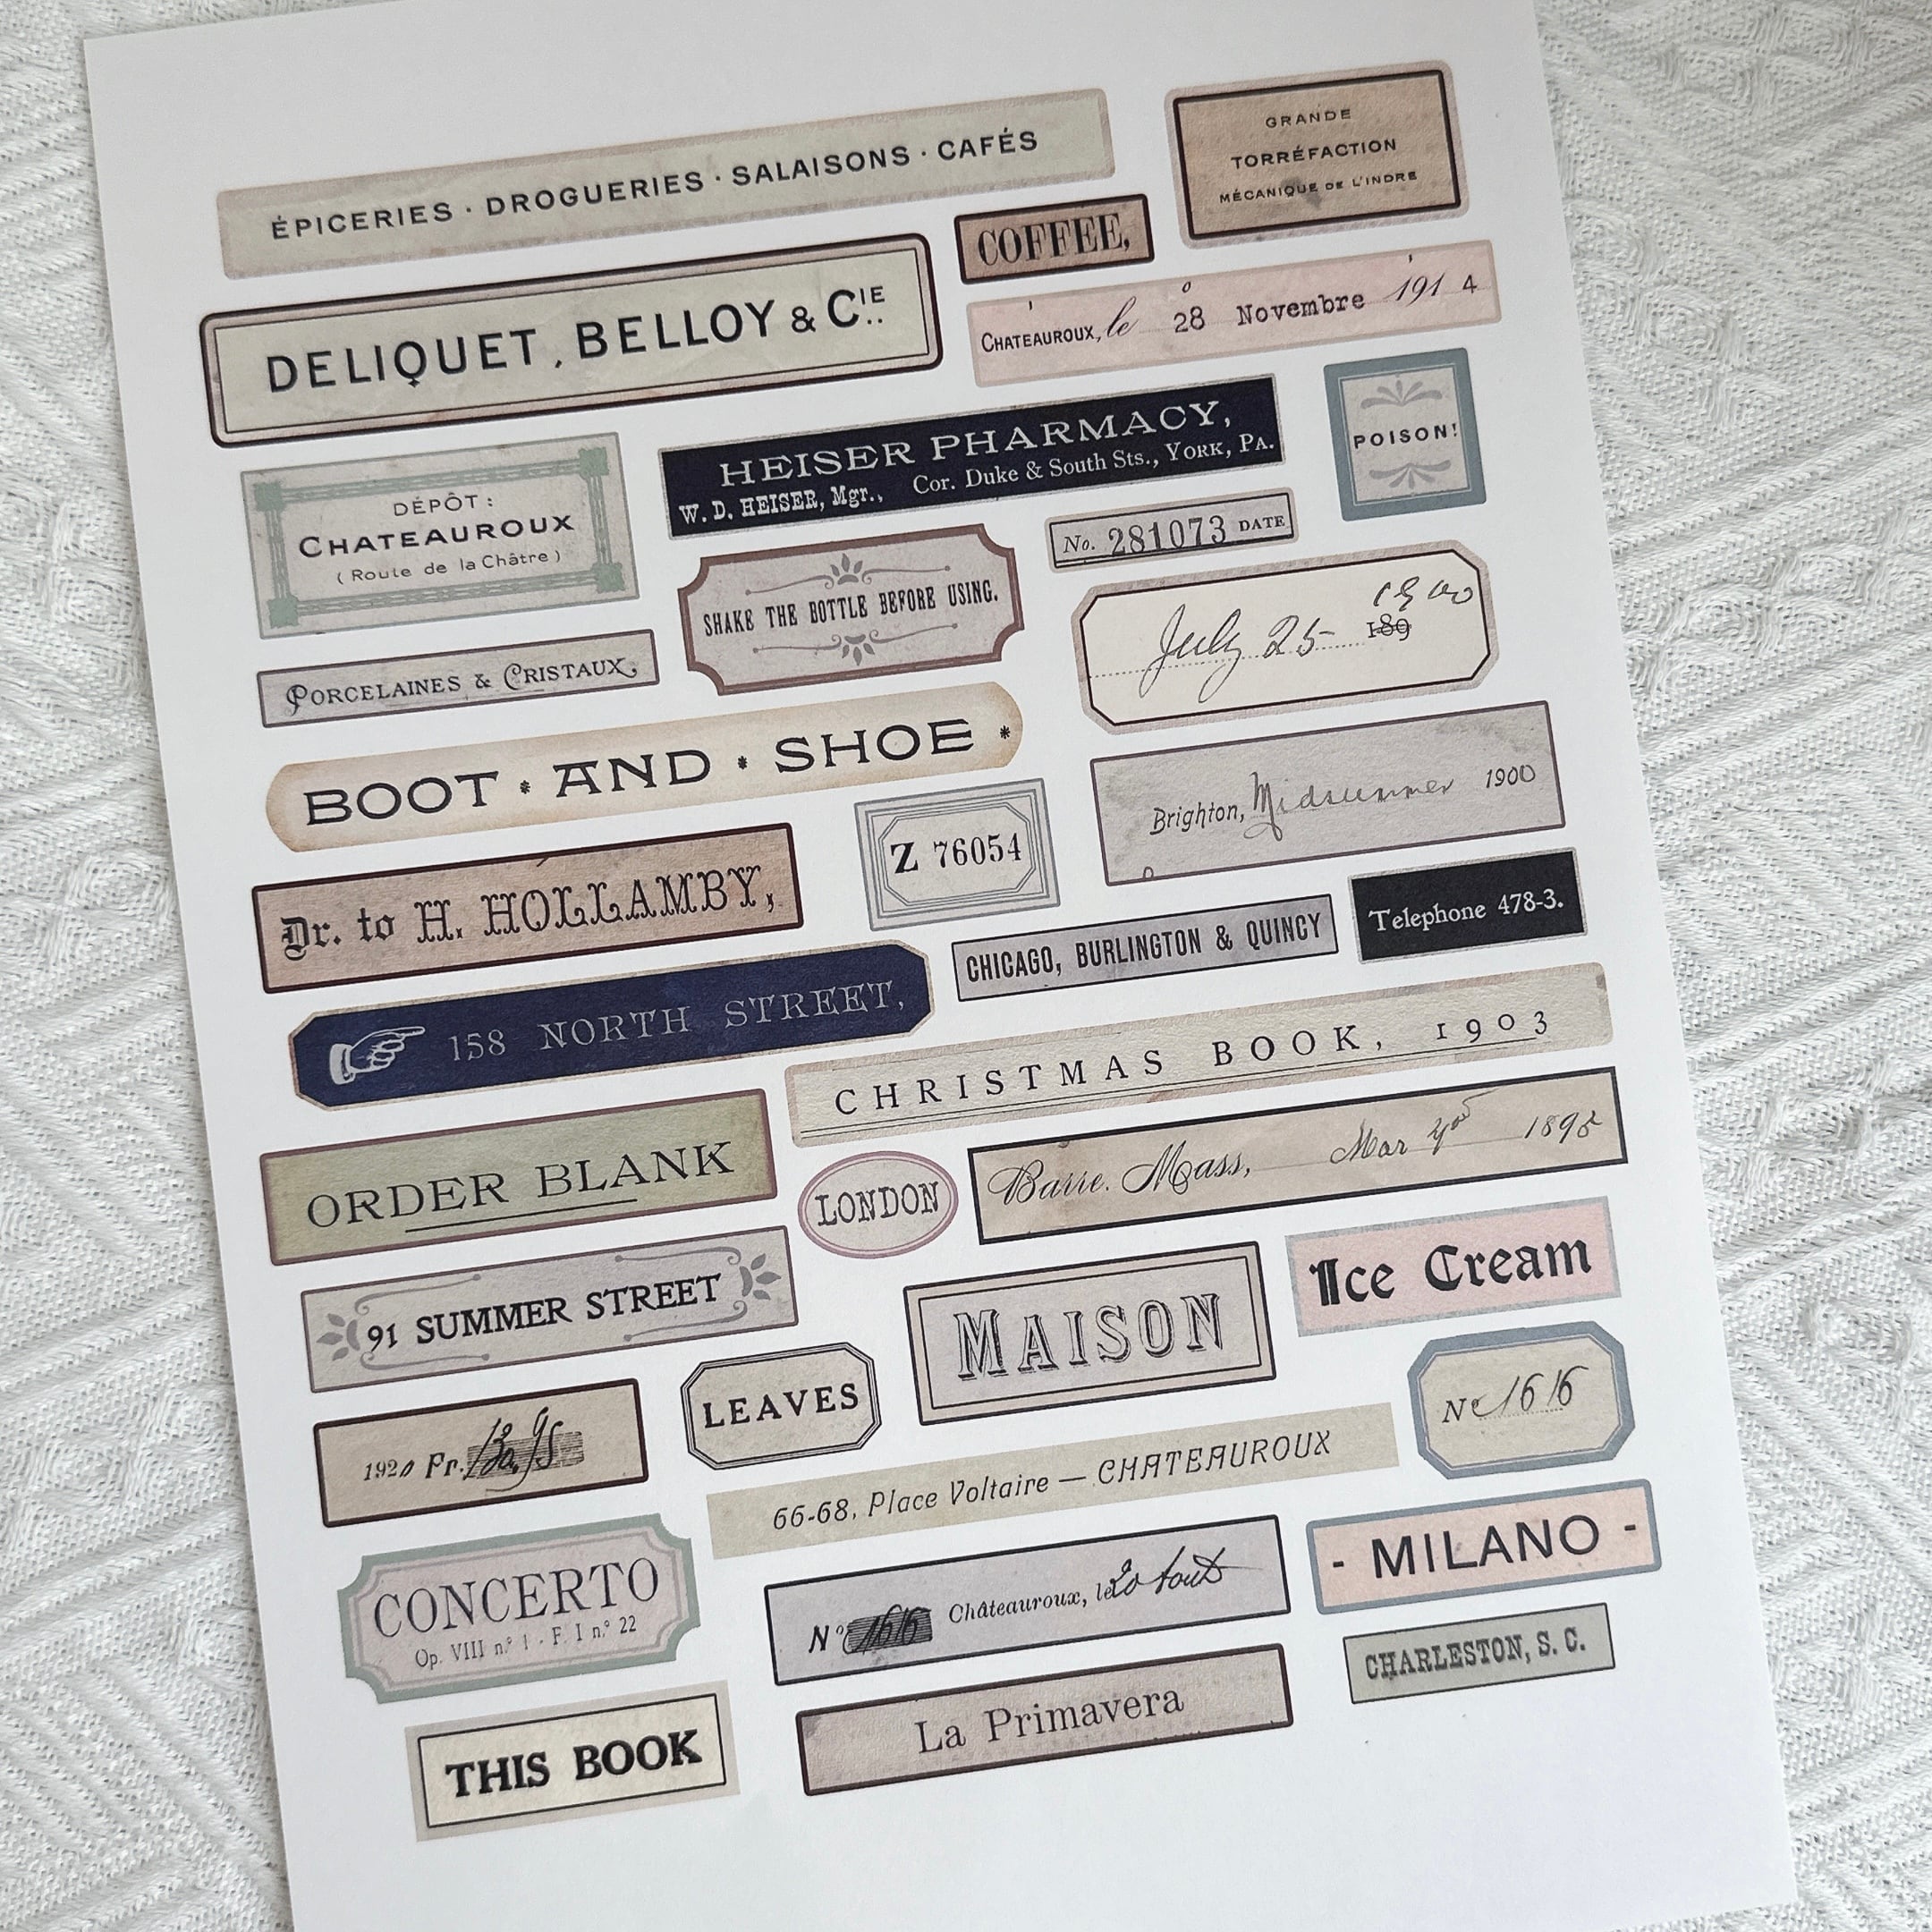 ÉPICERIES · DROGUERIES · SALAISONS · CAFÉS
GRANDE
TORRÉFACTION
MÉCANIQUE DE L'INDRE
COFFEE,
DELIQUET, BELLOY & CIE
CHATEAUROUX, le 28 Novembre 1914
HEISER PHARMACY,
W. D. HEISER, Mgr., Cor. Duke & South Sts., YORK, PA.
POISON!
DÉPÔT:
CHATEAUROUX
(Route de la Châtre)
No. 281073 DATE
SHAKE THE BOTTLE BEFORE USING.
1900
July 25 189
PORCELAINES & CRISTAUX,
BOOT * AND * SHOE *
Brighton, Midsummer 1900
Z 76054
Dr. to H. HOLLAMBY,
CHICAGO, BURLINGTON & QUINCY
Telephone 478-3.
158 NORTH STREET,
CHRISTMAS BOOK, 1903
ORDER BLANK
LONDON
Barre. Mass, Mar 1895
91 SUMMER STREET
MAISON
Ice Cream
LEAVES
No 1616
1920 Fr.
66-68, Place Voltaire — CHATEAUROUX
CONCERTO
Op. VIII n.º 1 - F. I n.º 22
Nº 1616 Châteauroux, le 20
- MILANO -
CHARLESTON, S. C.
La Primavera
THIS BOOK